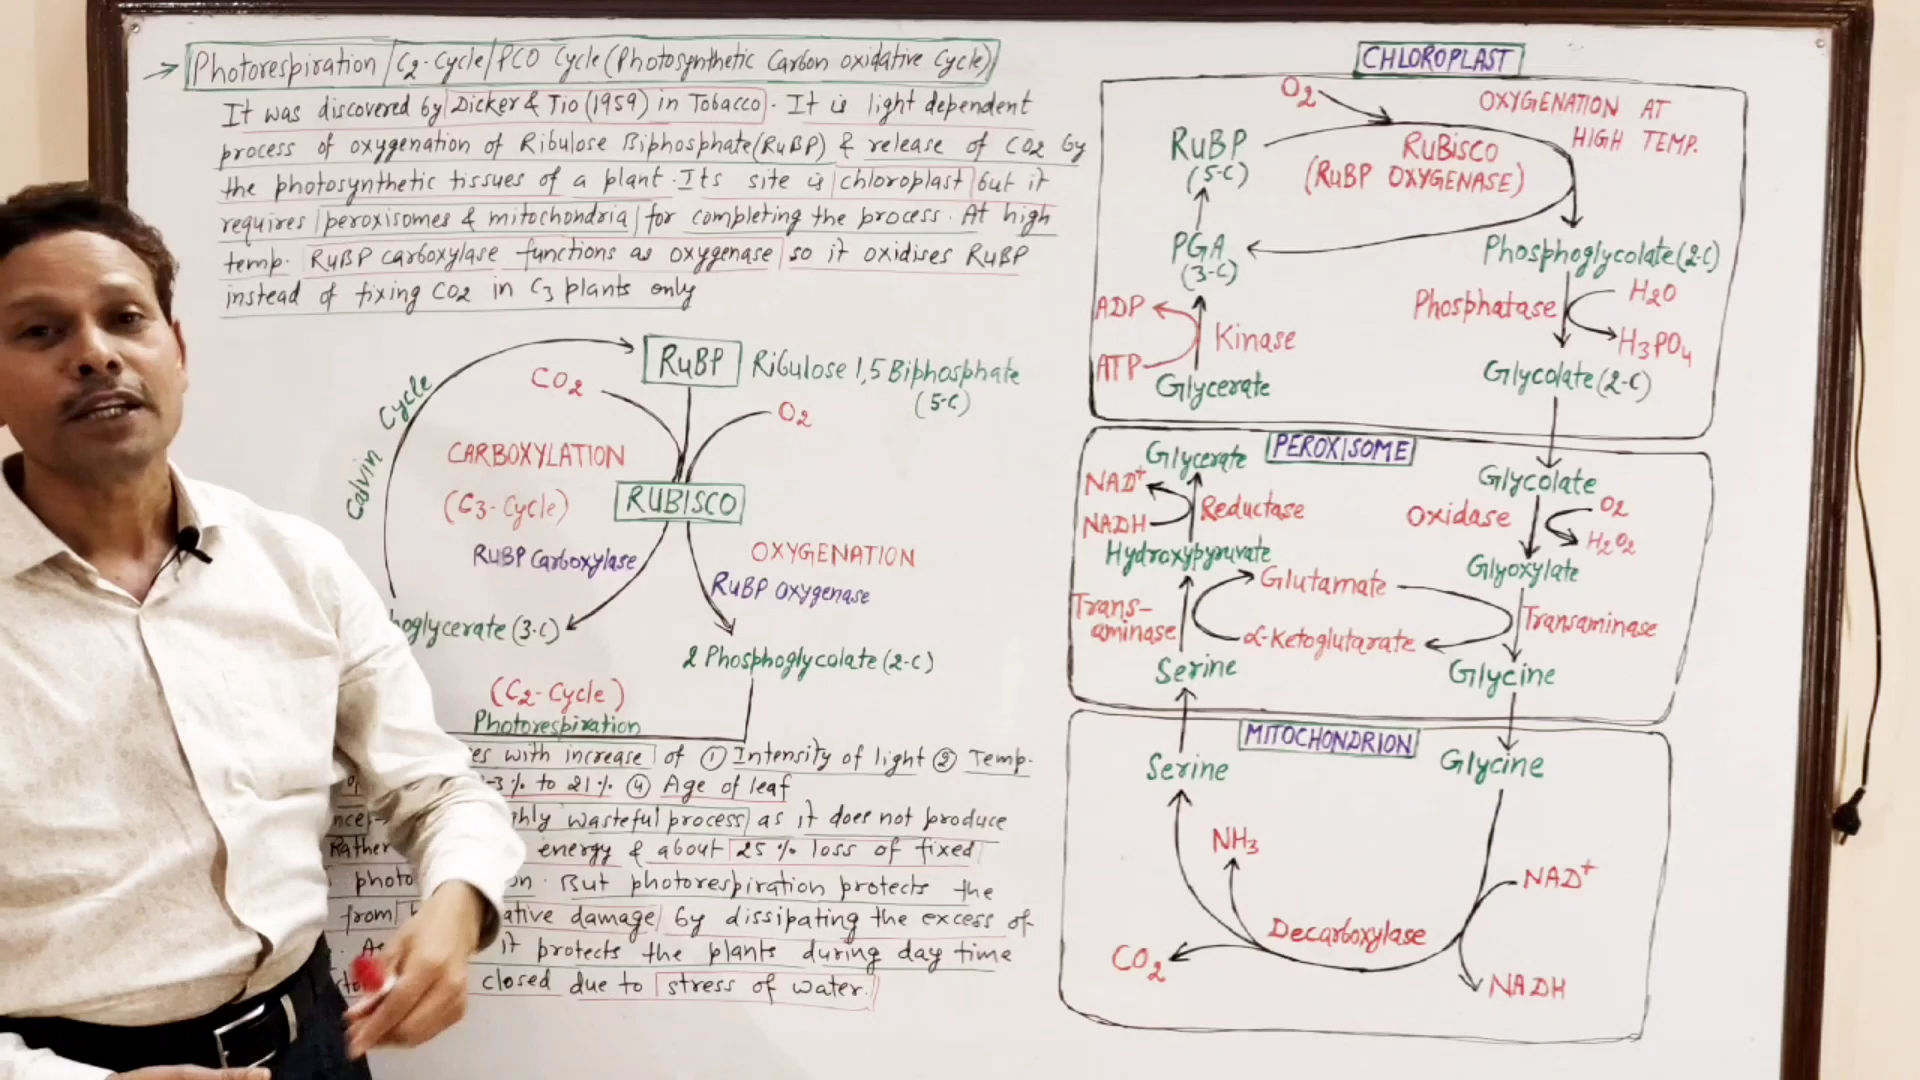 Photorespiration/C2-Cycle/PCO Cycle (Photosynthetic Carbon oxidative Cycle)
It was discovered by Dicker & Tio (1959) in Tobacco. It is light dependent
process of oxygenation of Ribulose Biphosphate (RuBP) & release of CO2 by
the photosynthetic tissues of a plant. Its site is chloroplast but it
requires peroxisomes & mitochondria for completing the process. At high
temp. RuBP carboxylase functions as oxygenase so it oxidises RuBP
instead of fixing CO2 in C3 plants only
RuBP Ribulose 1,5 Biphosphate
(5-C)
CO2
O2
Calvin Cycle
CARBOXYLATION
(C3-Cycle)
RUBISCO
RuBP Carboxylase
OXYGENATION
RuBP Oxygenase
hoglycerate (3-C)
2 Phosphoglycolate (2-C)
(C2-Cycle)
Photorespiration
es with increase of ① Intensity of light ② Temp.
-3% to 21% ④ Age of leaf
hly wasteful process as it does not produce
Rather energy & about 25% loss of fixed
photo on. But photorespiration protects the
from ative damage by dissipating the excess of
it protects the plants during day time
closed due to stress of water.
CHLOROPLAST
O2
OXYGENATION AT
HIGH TEMP.
RuBP
(5-C)
RuBisCO
(RuBP OXYGENASE)
PGA
(3-C)
Phosphoglycolate (2-C)
ADP
Kinase
ATP
Phosphatase
H2O
H3PO4
Glycerate
Glycolate (2-C)
PEROXISOME
Glycerate
Glycolate
NAD+
Reductase
NADH
Oxidase
O2
H2O2
Hydroxypyruvate
Glyoxylate
Glutamate
Trans-
aminase
α-Ketoglutarate
Transaminase
Serine
Glycine
MITOCHONDRION
Serine
Glycine
NH3
NAD+
Decarboxylase
CO2
NADH